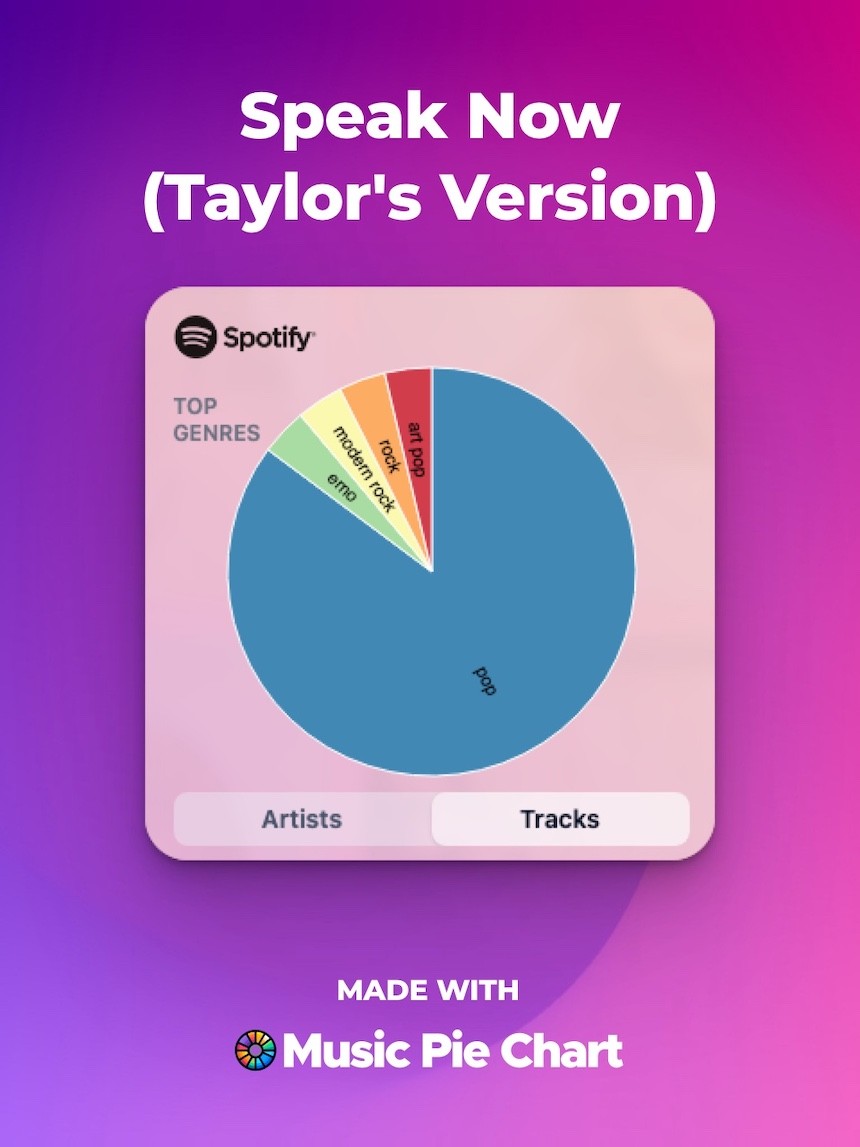 Speak Now
(Taylor's Version)
Spotify®
TOP
GENRES
art pop
rock
modern rock
emo
pop
Artists
Tracks
MADE WITH
Music Pie Chart